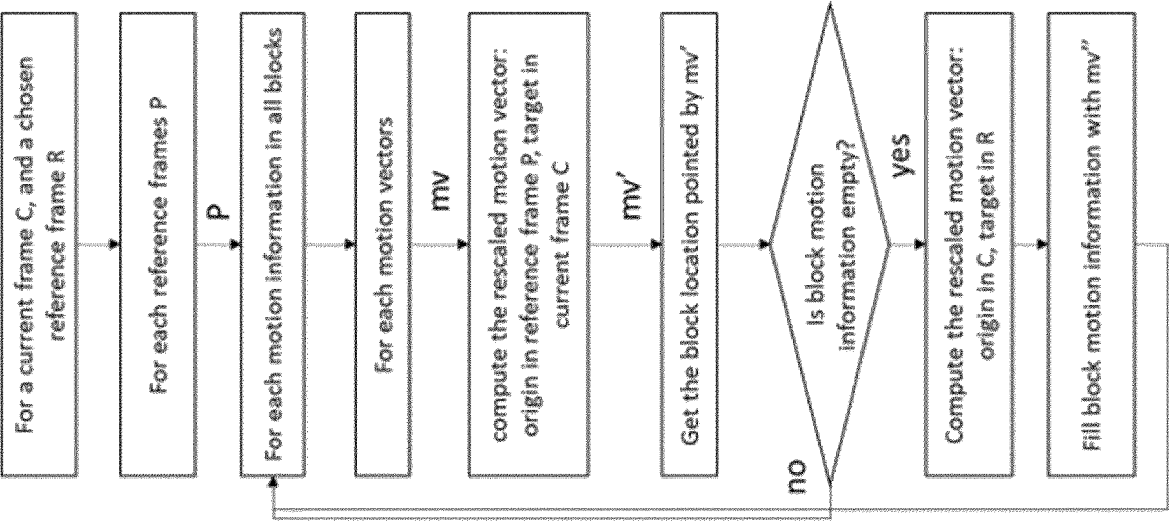 For a current frame C, and a chosen
reference frame R
For each reference frames P
P
For each motion information in all blocks
For each motion vectors
mv
compute the rescaled motion vector:
origin in reference frame P, target in
current frame C
mv'
Get the block location pointed by mv'
Is block motion
information empty?
no
yes
Compute the rescaled motion vector:
origin in C, target in R
Fill block motion information with mv''